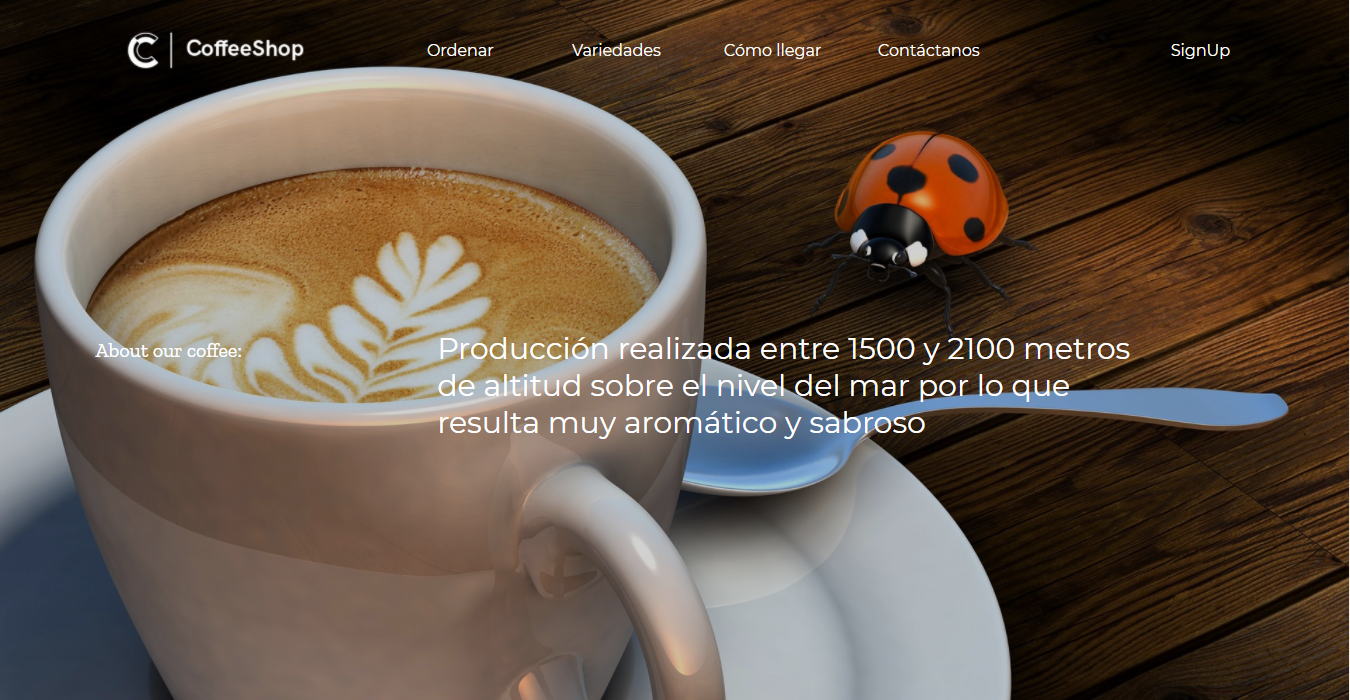 C | CoffeeShop
Ordenar
Variedades
Cómo llegar
Contáctanos
SignUp
About our coffee:
Producción realizada entre 1500 y 2100 metros
de altitud sobre el nivel del mar por lo que
resulta muy aromático y sabroso